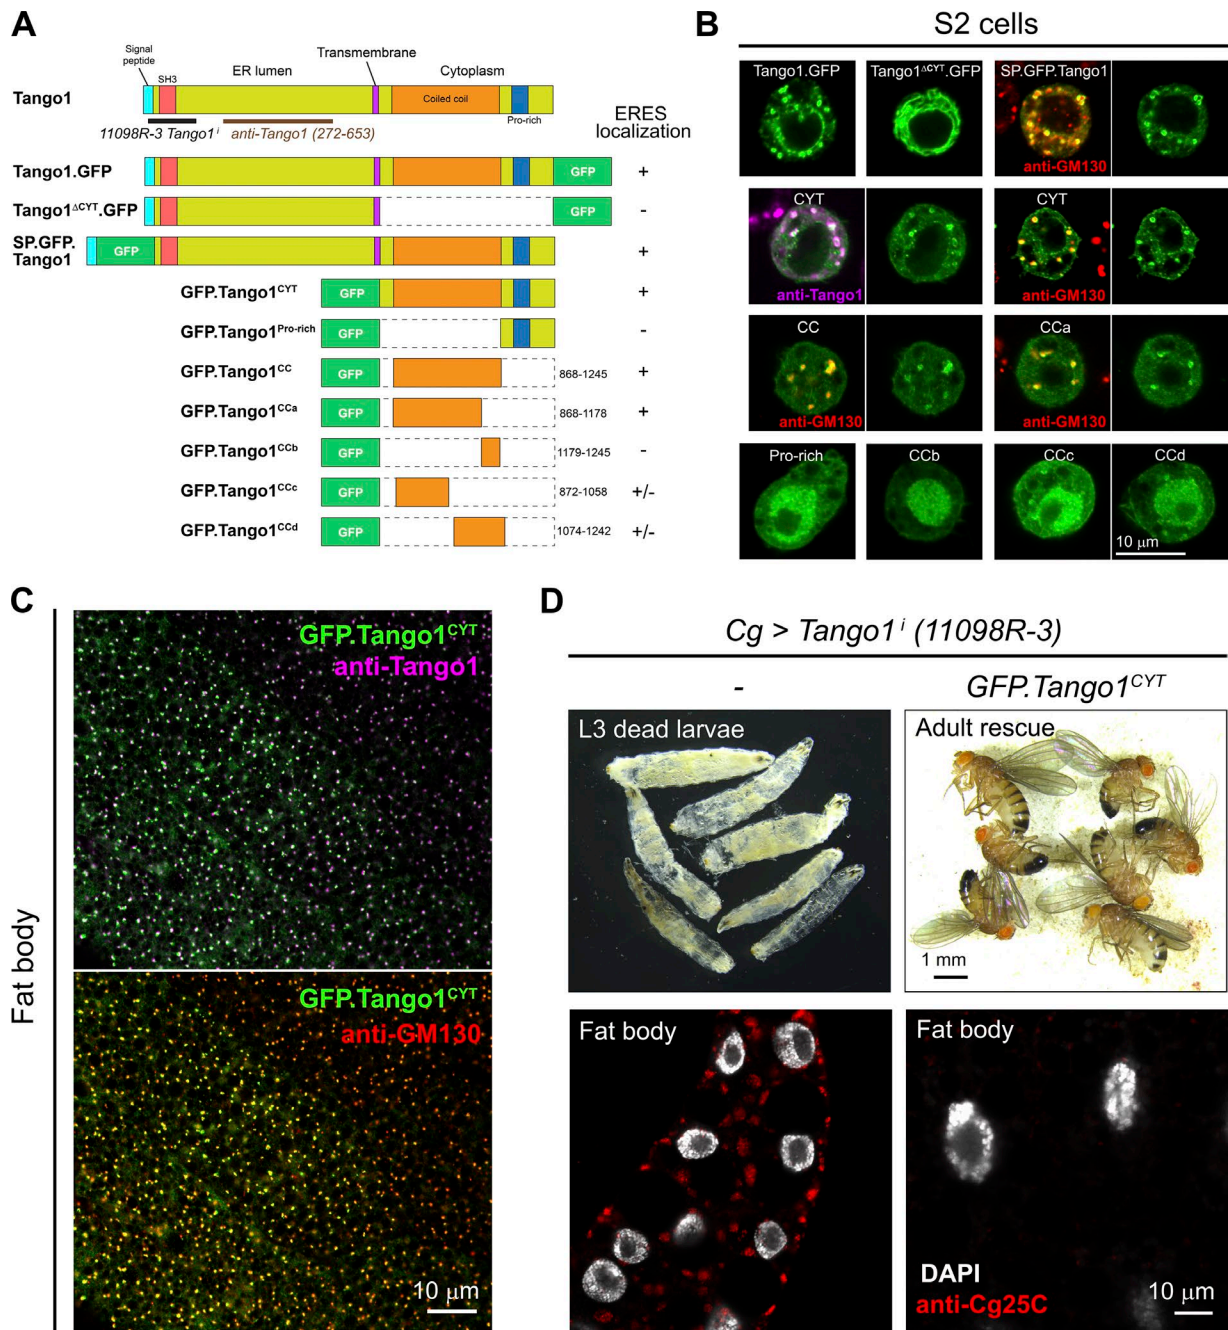 A
Signal
peptide
SH3
ER lumen
Transmembrane
Cytoplasm
Tango1
Coiled coil
Pro-rich
11098R-3 Tango1ⁱ
anti-Tango1 (272-653)
ERES
localization
Tango1.GFP
GFP
+
Tango1ΔCYT.GFP
GFP
-
SP.GFP.
Tango1
GFP
+
GFP.Tango1CYT
GFP
+
GFP.Tango1Pro-rich
GFP
-
GFP.Tango1CC
GFP
868-1245
+
GFP.Tango1CCa
GFP
868-1178
+
GFP.Tango1CCb
GFP
1179-1245
-
GFP.Tango1CCc
GFP
872-1058
+/-
GFP.Tango1CCd
GFP
1074-1242
+/-
B
S2 cells
Tango1.GFP
Tango1ΔCYT.GFP
SP.GFP.Tango1
anti-GM130
CYT
anti-Tango1
CYT
anti-GM130
CC
anti-GM130
CCa
anti-GM130
Pro-rich
CCb
CCc
CCd
10 μm
C
Fat body
GFP.Tango1CYT
anti-Tango1
GFP.Tango1CYT
anti-GM130
10 μm
D
Cg > Tango1ⁱ (11098R-3)
-
GFP.Tango1CYT
L3 dead larvae
Adult rescue
1 mm
Fat body
Fat body
DAPI
anti-Cg25C
10 μm